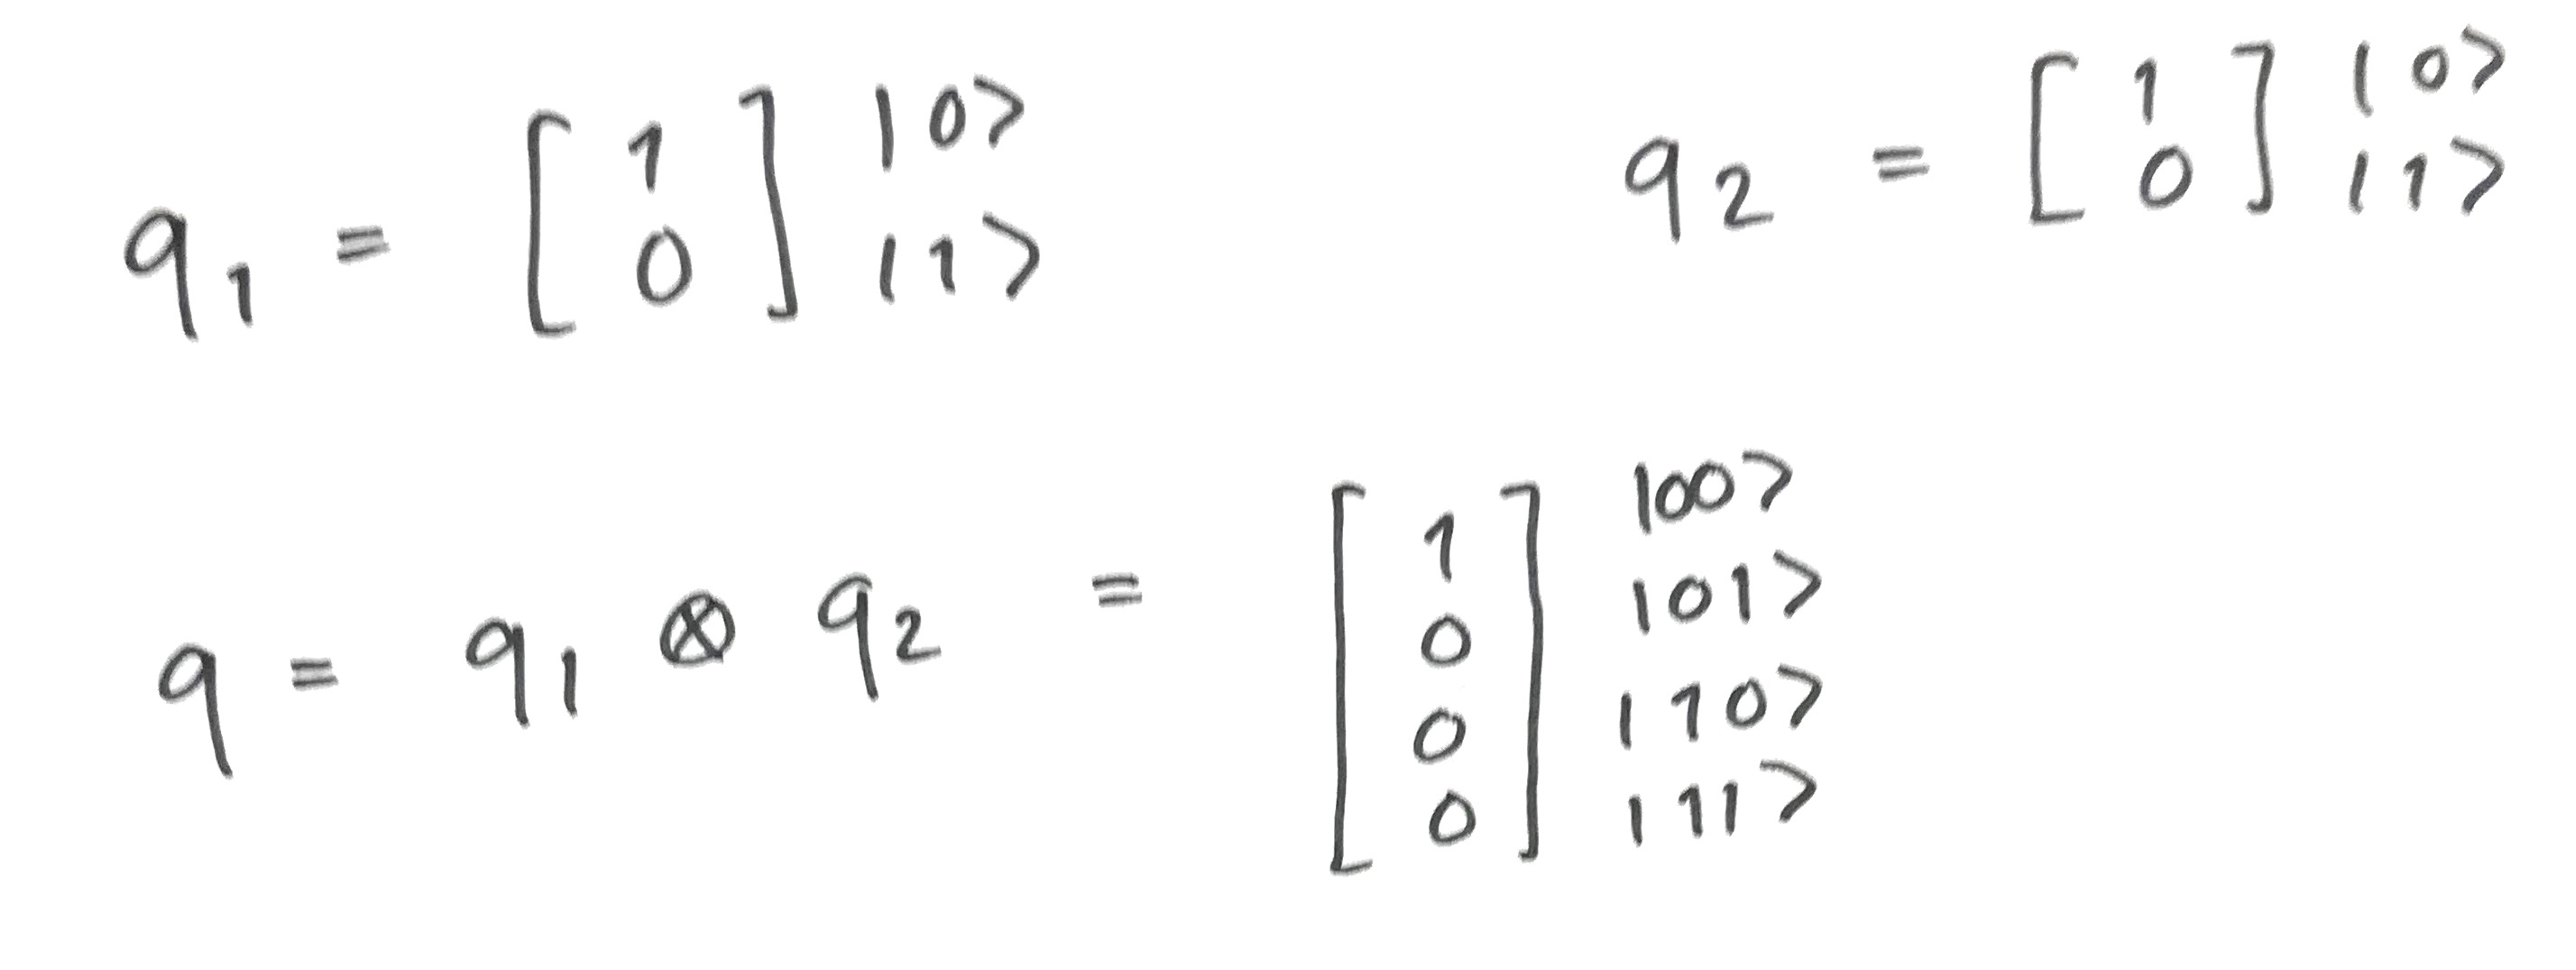 q₁ = [ 1 ] |0>
[ 0 ] |1>
q₂ = [ 1 ] |0>
[ 0 ] |1>
q = q₁ ⊗ q₂ = [ 1 ] |00>
[ 0 ] |01>
[ 0 ] |10>
[ 0 ] |11>